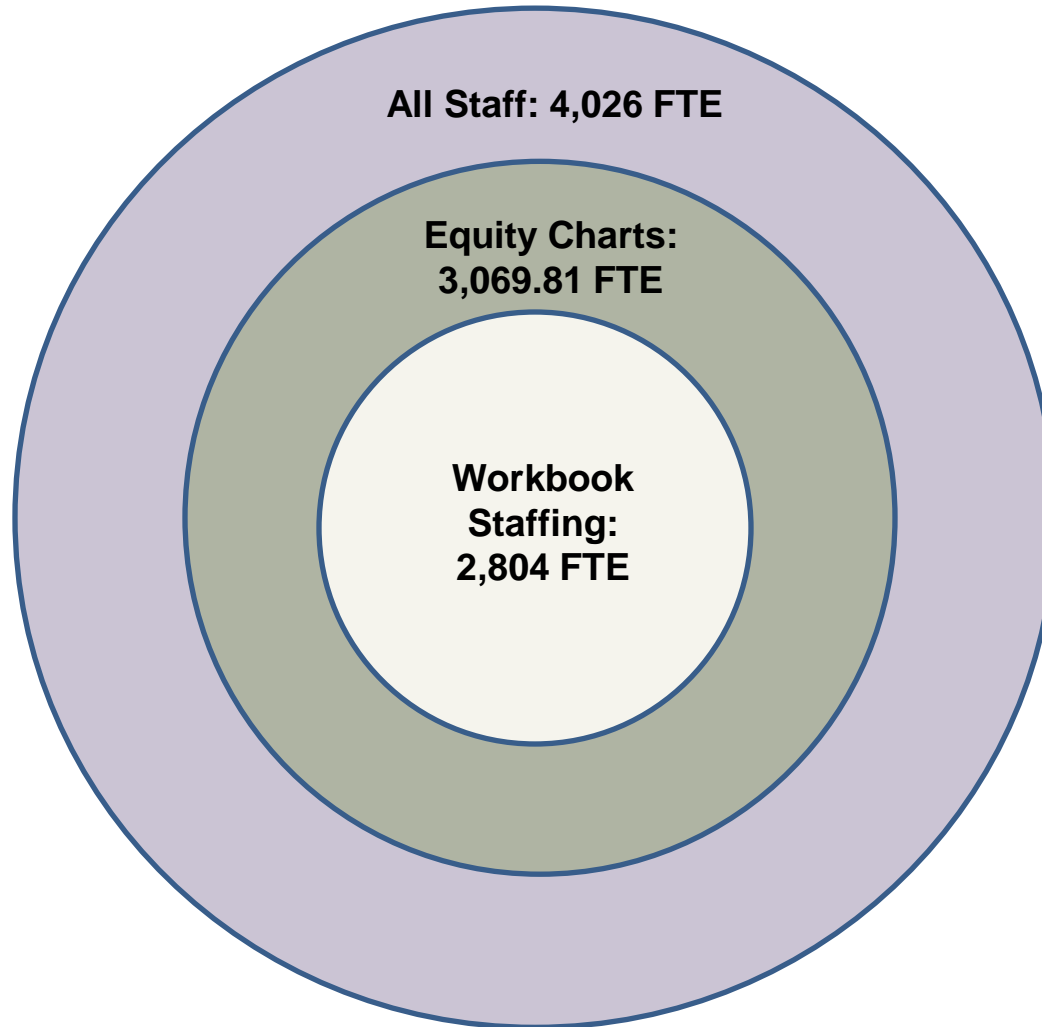 All Staff: 4,026 FTE
Equity Charts:
3,069.81 FTE
Workbook
Staffing:
2,804 FTE